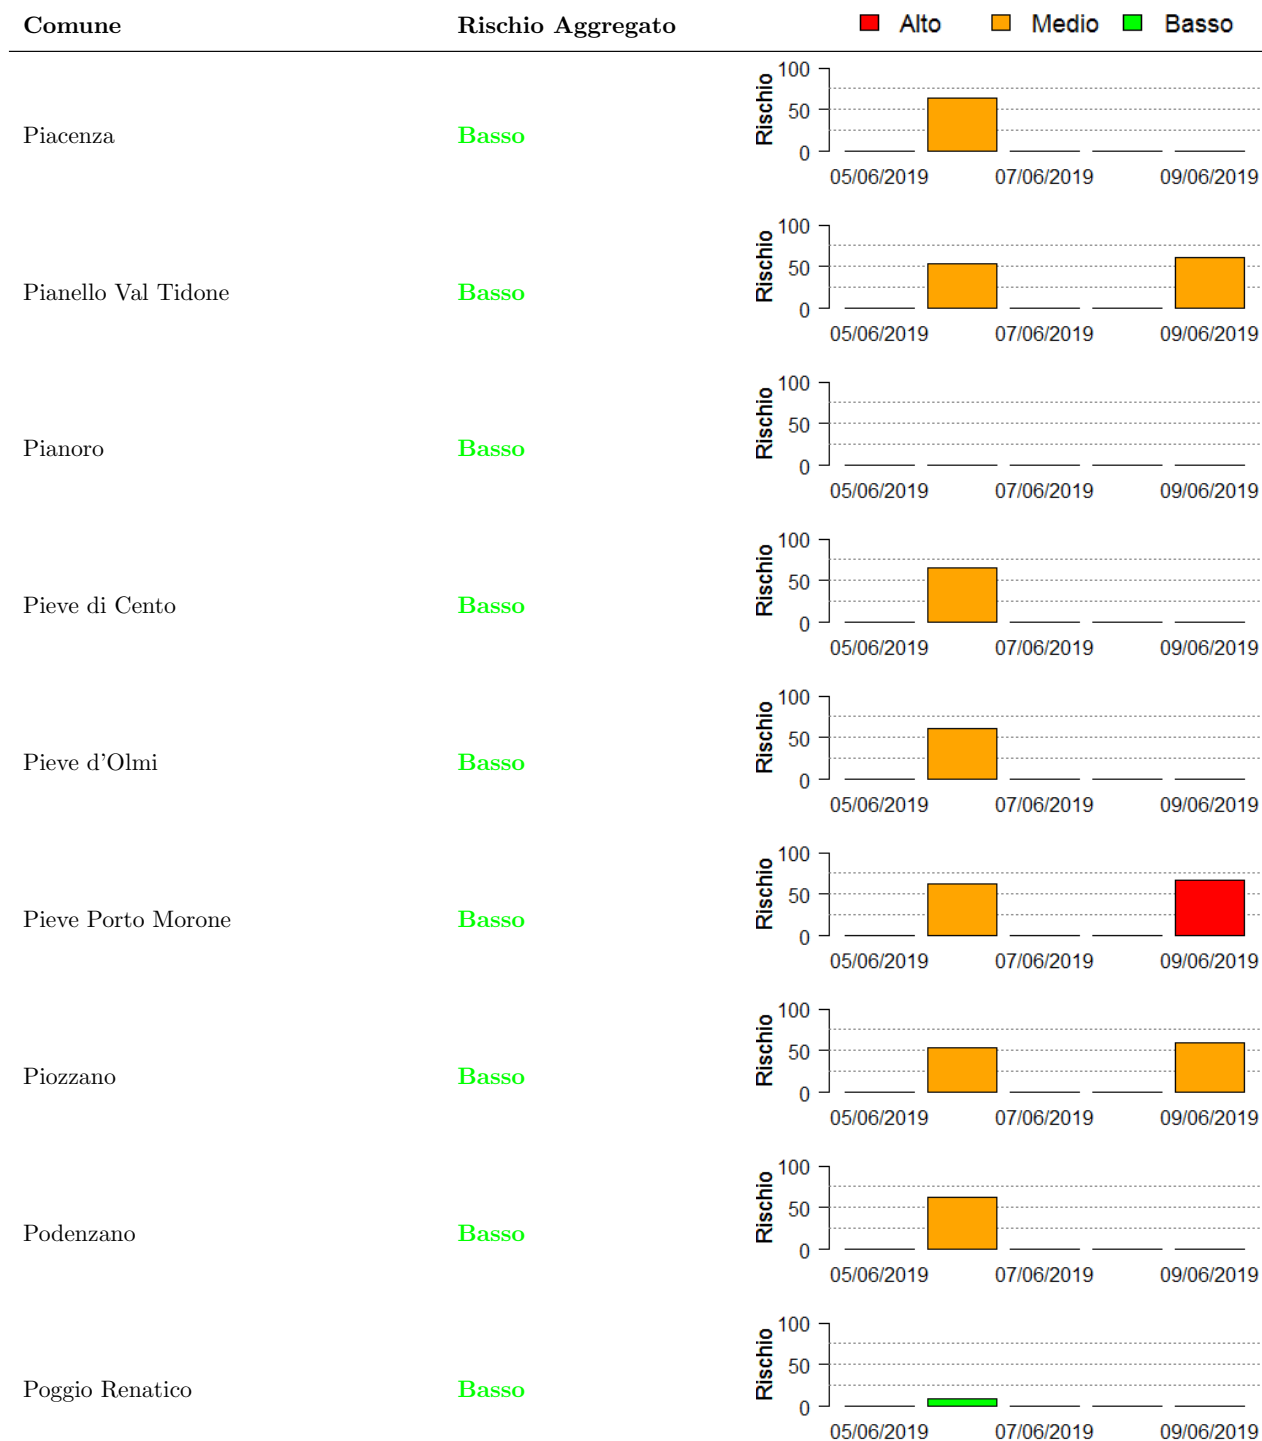 Comune Rischio Aggregato Alto Medio Basso
100
50
0
Rischio
Piacenza Basso
05/06/2019 07/06/2019 09/06/2019
100
50
0
Rischio
Pianello Val Tidone Basso
05/06/2019 07/06/2019 09/06/2019
100
50
0
Rischio
Pianoro Basso
05/06/2019 07/06/2019 09/06/2019
100
50
0
Rischio
Pieve di Cento Basso
05/06/2019 07/06/2019 09/06/2019
100
50
0
Rischio
Pieve d'Olmi Basso
05/06/2019 07/06/2019 09/06/2019
100
50
0
Rischio
Pieve Porto Morone Basso
05/06/2019 07/06/2019 09/06/2019
100
50
0
Rischio
Piozzano Basso
05/06/2019 07/06/2019 09/06/2019
100
50
0
Rischio
Podenzano Basso
05/06/2019 07/06/2019 09/06/2019
100
50
0
Rischio
Poggio Renatico Basso
05/06/2019 07/06/2019 09/06/2019